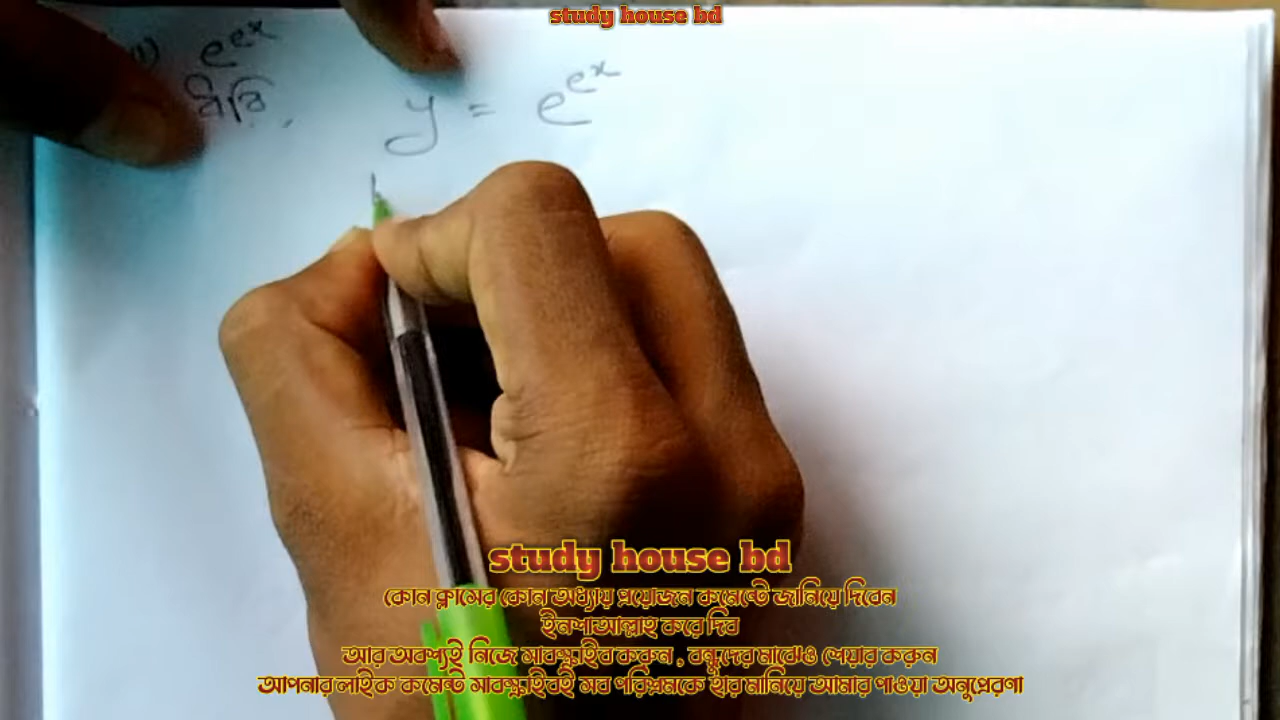 study house bd
e^{e^x}
ধরি,
y = e^{e^x}
study house bd
কোন ক্লাসের কোন অধ্যায় প্রয়োজন কমেন্টে জানিয়ে দিবেন
ইনশাআল্লাহ করে দিব
আর অবশ্যই নিজে সাবস্ক্রাইব করুন , বন্ধুদের মাঝেও শেয়ার করুন
আপনার লাইক কমেন্ট সাবস্ক্রাইবই সব পরিশ্রমকে হার মানিয়ে আমার পাওয়া অনুপ্রেরণা